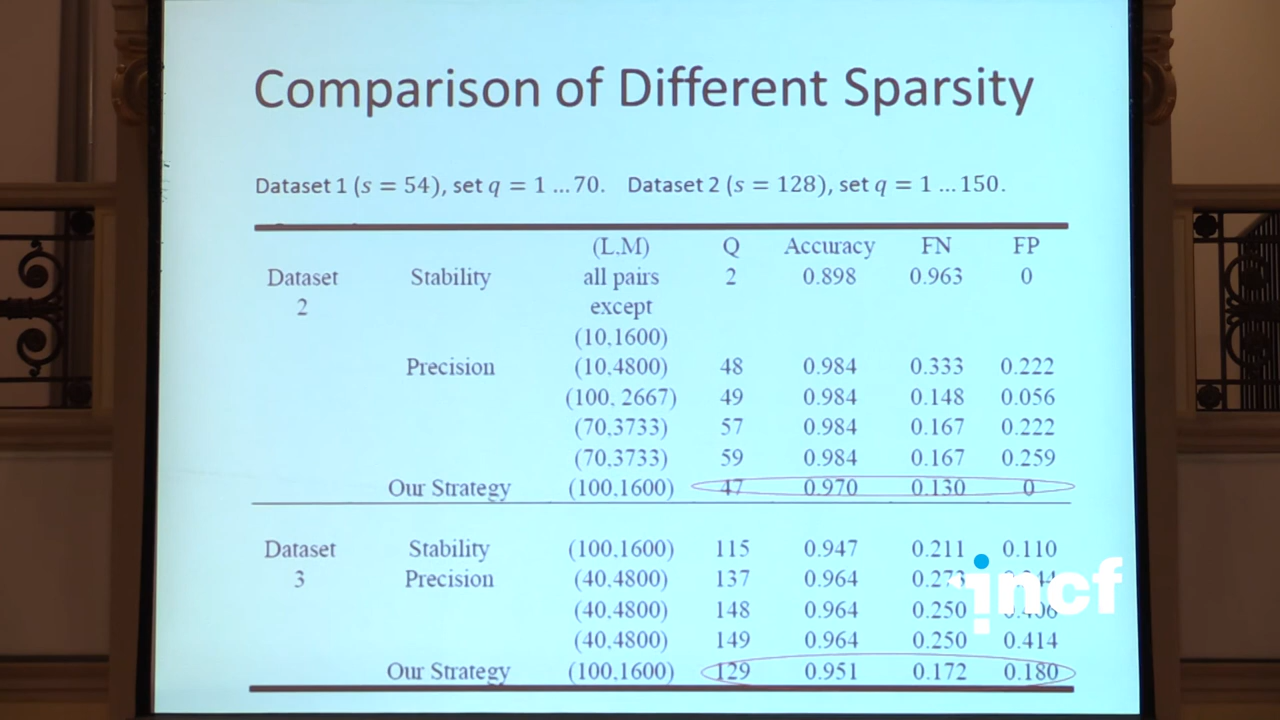 Comparison of Different Sparsity
Dataset 1 (s = 54), set q = 1 ... 70. Dataset 2 (s = 128), set q = 1 ... 150.
(L.M) Q Accuracy FN FP
Dataset Stability all pairs 2 0.898 0.963 0
2 except
(10.1600)
Precision (10.4800) 48 0.984 0.333 0.222
(100. 2667) 49 0.984 0.148 0.056
(70.3733) 57 0.984 0.167 0.222
(70.3733) 59 0.984 0.167 0.259
Our Strategy (100.1600) 47 0.970 0.130 0
Dataset Stability (100.1600) 115 0.947 0.211 0.110
3 Precision (40.4800) 137 0.964
(40.4800) 148 0.964 0.250 0.406
(40.4800) 149 0.964 0.250 0.414
Our Strategy (100.1600) 129 0.951 0.172 0.180
incf